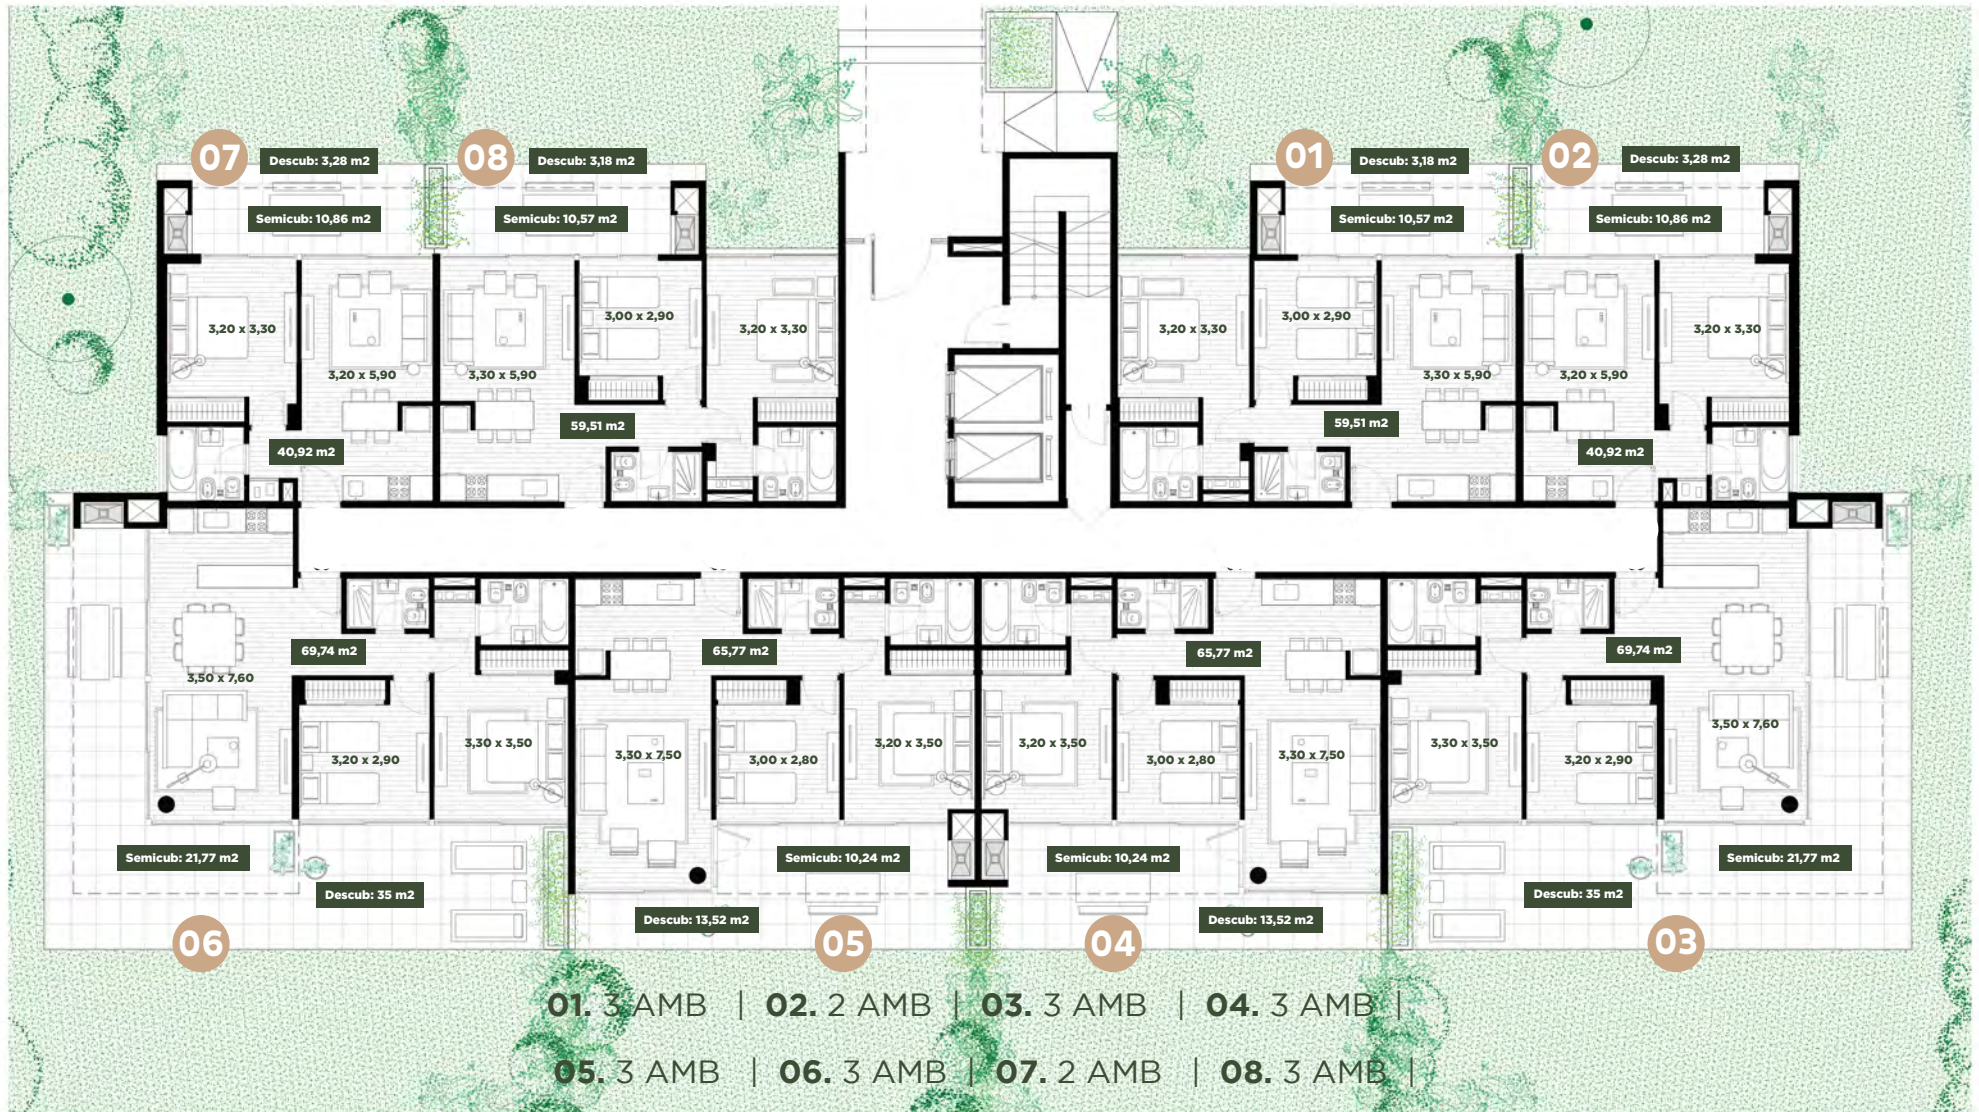 07
Descub: 3,28 m2
08
Descub: 3,18 m2
01
Descub: 3,18 m2
02
Descub: 3,28 m2
Semicub: 10,86 m2
Semicub: 10,57 m2
Semicub: 10,57 m2
Semicub: 10,86 m2
3,20 x 3,30
3,20 x 5,90
3,30 x 5,90
3,00 x 2,90
3,20 x 3,30
3,20 x 3,30
3,00 x 2,90
3,30 x 5,90
3,20 x 5,90
3,20 x 3,30
40,92 m2
59,51 m2
59,51 m2
40,92 m2
69,74 m2
65,77 m2
65,77 m2
69,74 m2
3,50 x 7,60
3,20 x 2,90
3,30 x 3,50
3,30 x 7,50
3,00 x 2,80
3,20 x 3,50
3,20 x 3,50
3,00 x 2,80
3,30 x 7,50
3,30 x 3,50
3,20 x 2,90
3,50 x 7,60
Semicub: 21,77 m2
Descub: 35 m2
Semicub: 10,24 m2
Semicub: 10,24 m2
Descub: 35 m2
Semicub: 21,77 m2
Descub: 13,52 m2
Descub: 13,52 m2
06
05
04
03
01. 3 AMB | 02. 2 AMB | 03. 3 AMB | 04. 3 AMB |
05. 3 AMB | 06. 3 AMB | 07. 2 AMB | 08. 3 AMB |